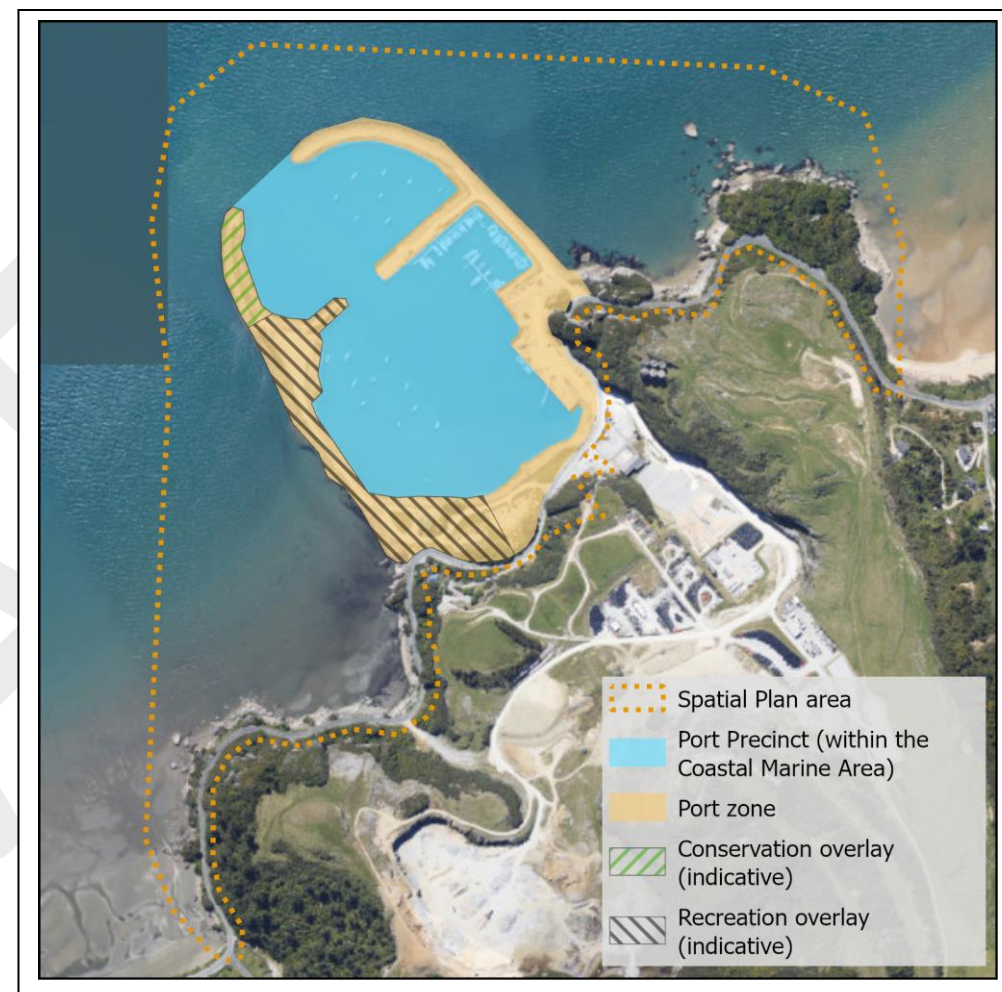 Spatial Plan area
Port Precinct (within the
Coastal Marine Area)
Port zone
Conservation overlay
(indicative)
Recreation overlay
(indicative)